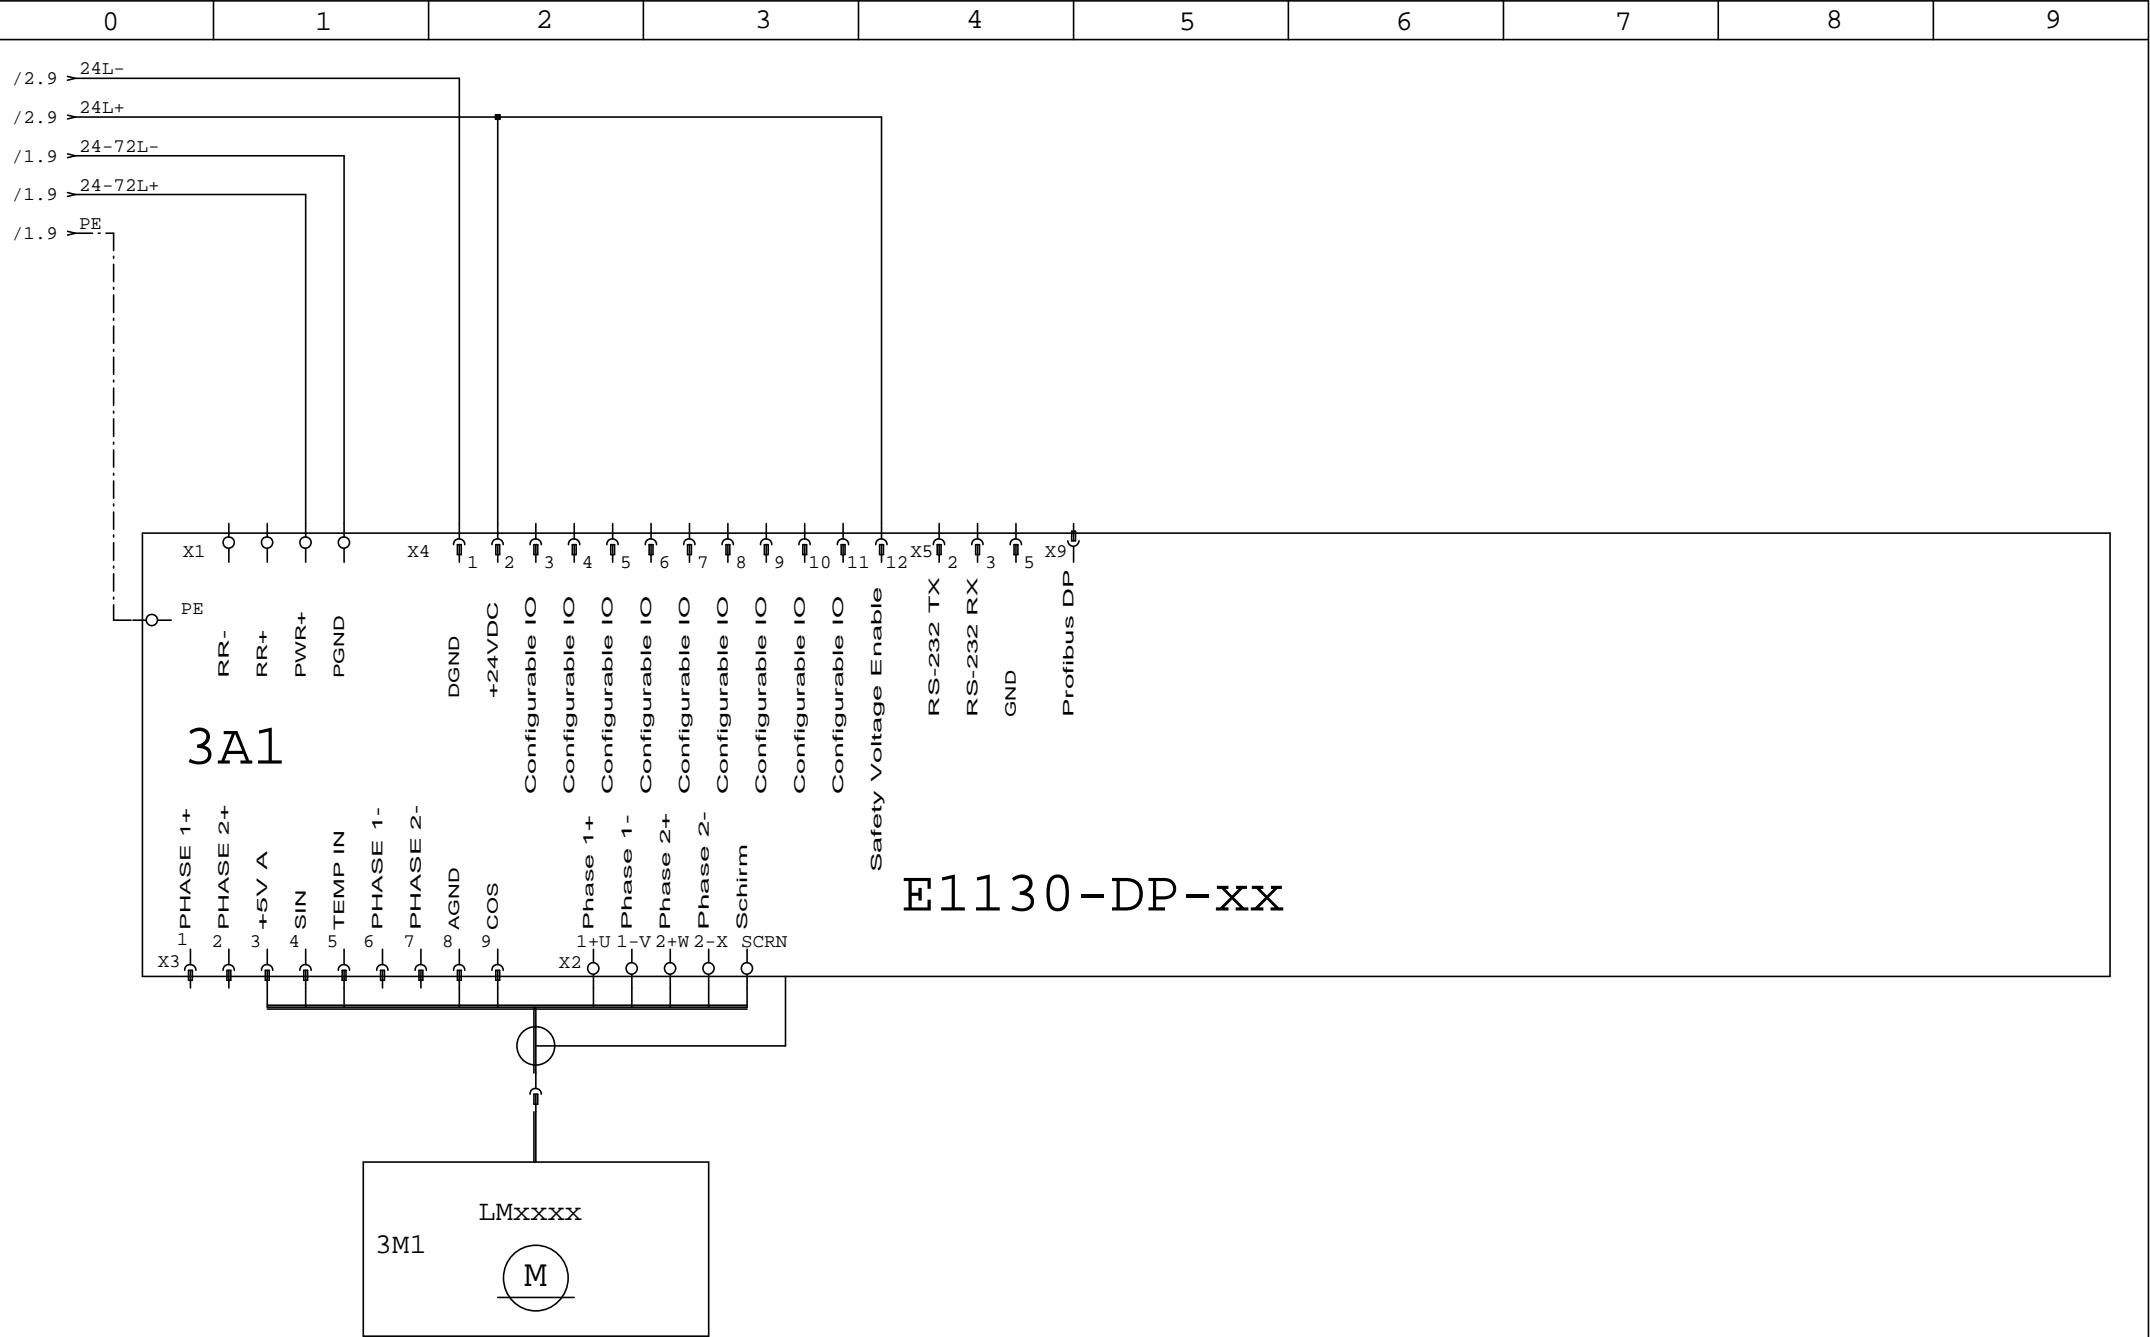 0 1 2 3 4 5 6 7 8 9
/2.9 24L-
/2.9 24L+
/1.9 24-72L-
/1.9 24-72L+
/1.9 PE
X1 X4 1 2 3 4 5 6 7 8 9 10 11 12 X5 2 3 5 X9
PE
RR-
RR+
PWR+
PGND
DGND
+24VDC
Configurable IO
Configurable IO
Configurable IO
Configurable IO
Configurable IO
Configurable IO
Configurable IO
Configurable IO
Configurable IO
Safety Voltage Enable
RS-232 TX
RS-232 RX
GND
Profibus DP
3A1
E1130-DP-xx
PHASE 1+
PHASE 2+
+5V A
SIN
TEMP IN
PHASE 1-
PHASE 2-
AGND
COS
Phase 1+
Phase 1-
Phase 2+
Phase 2-
Schirm
1 2 3 4 5 6 7 8 9 1+U 1-V 2+W 2-X SCRN
X3 X2
LMxxxx
3M1
M